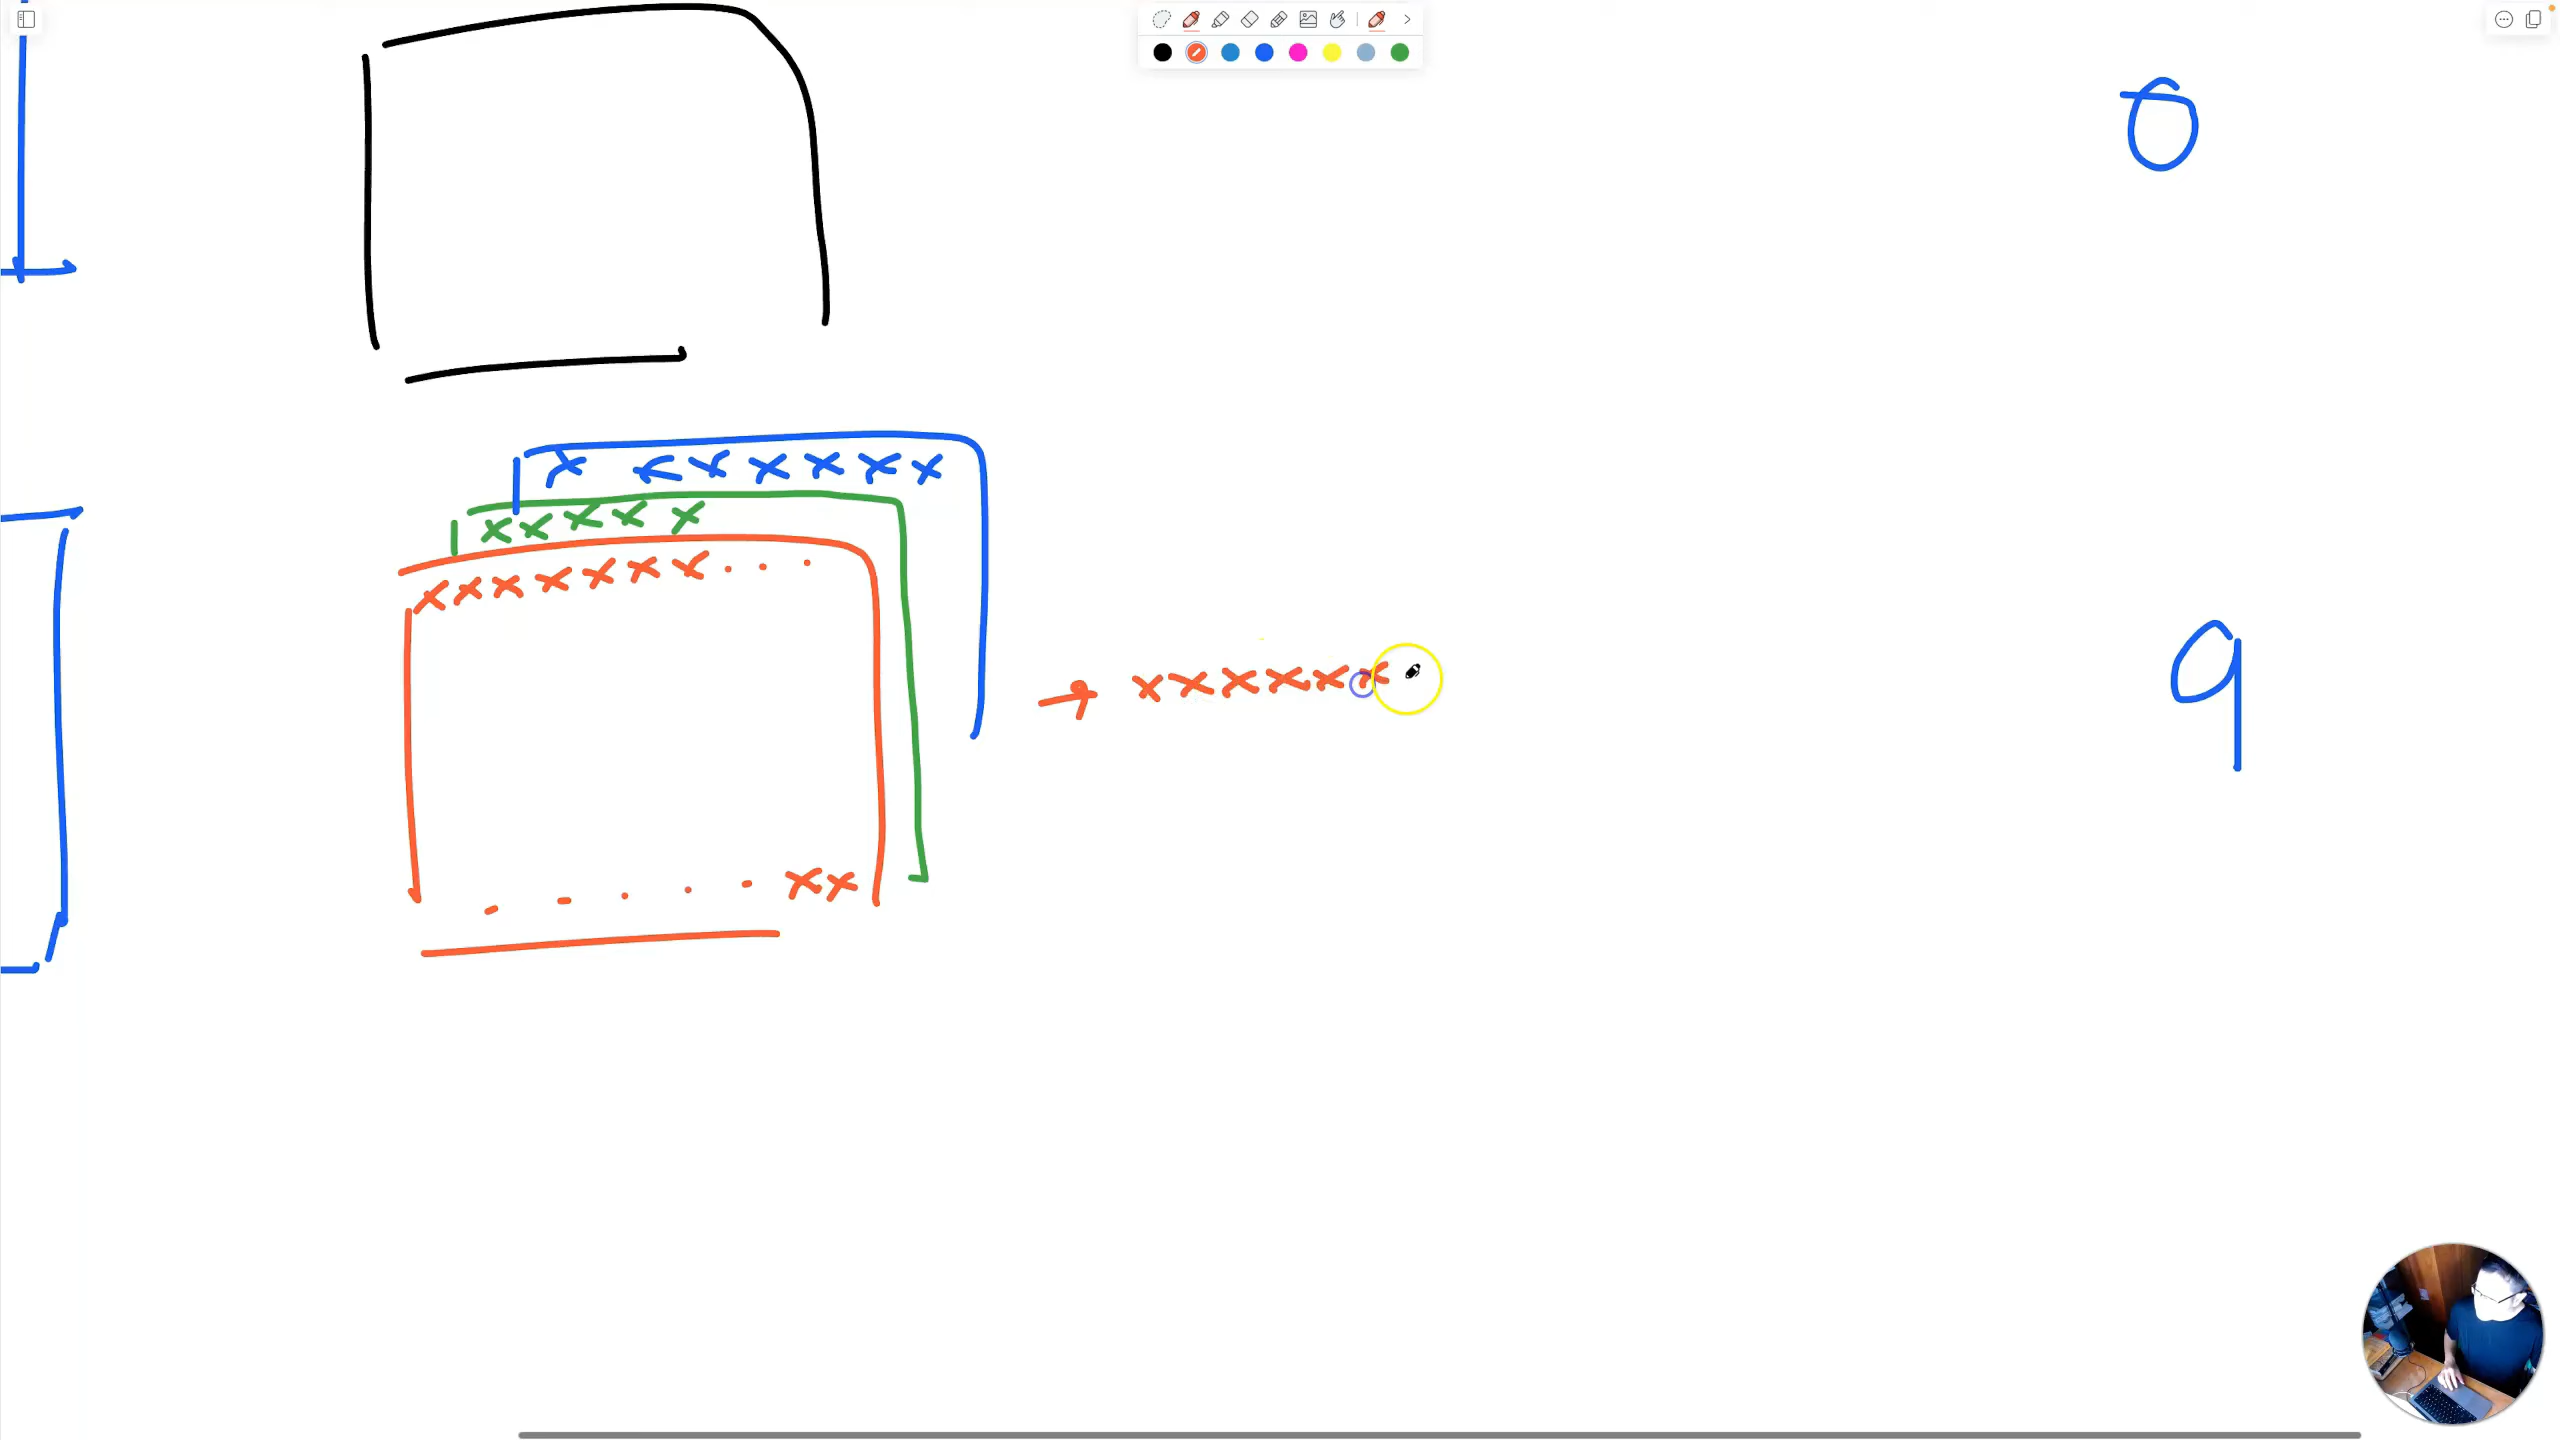 0
x x x x x x x
x x x x x
x x x x x x x . . .
→ x x x x x x
9
. - . . - x x